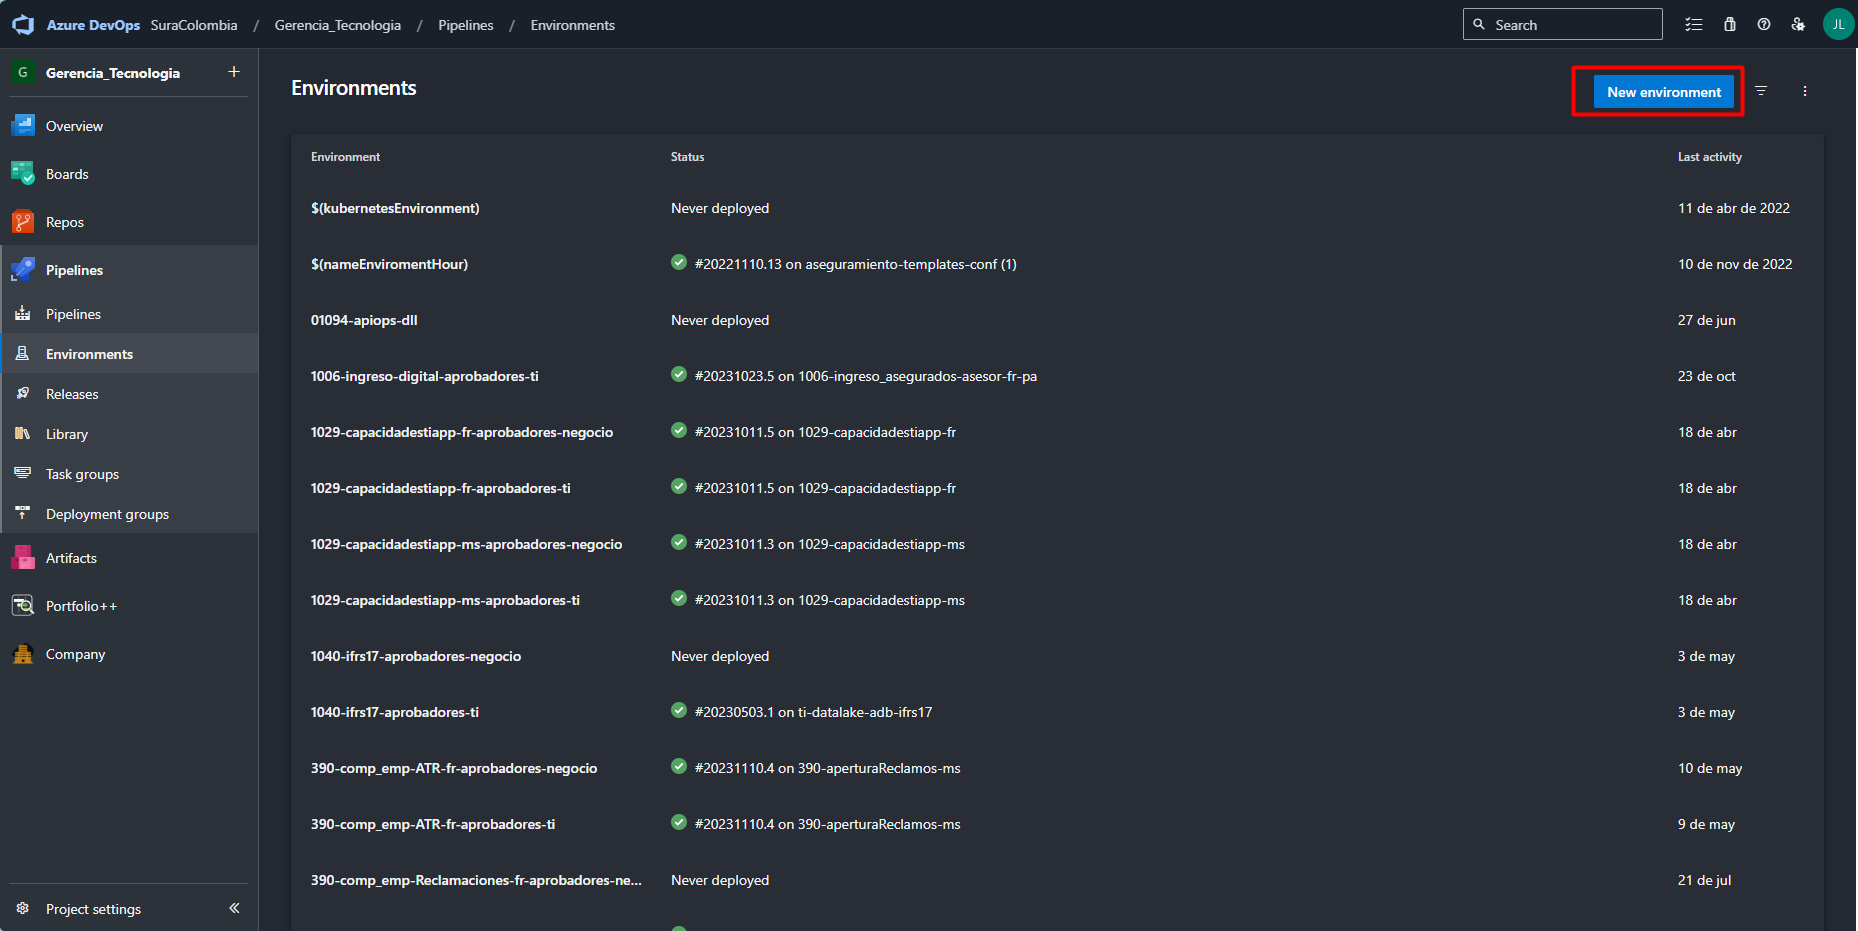 Azure DevOps SuraColombia / Gerencia_Tecnologia / Pipelines / Environments Search JL
G Gerencia_Tecnologia +
Overview
Boards
Repos
Pipelines
Pipelines
Environments
Releases
Library
Task groups
Deployment groups
Artifacts
Portfolio++
Company
Project settings
Environments
New environment
Environment Status Last activity
$(kubernetesEnvironment) Never deployed 11 de abr de 2022
$(nameEnviromentHour) #20221110.13 on aseguramiento-templates-conf (1) 10 de nov de 2022
01094-apiops-dll Never deployed 27 de jun
1006-ingreso-digital-aprobadores-ti #20231023.5 on 1006-ingreso_asegurados-asesor-fr-pa 23 de oct
1029-capacidadestiapp-fr-aprobadores-negocio #20231011.5 on 1029-capacidadestiapp-fr 18 de abr
1029-capacidadestiapp-fr-aprobadores-ti #20231011.5 on 1029-capacidadestiapp-fr 18 de abr
1029-capacidadestiapp-ms-aprobadores-negocio #20231011.3 on 1029-capacidadestiapp-ms 18 de abr
1029-capacidadestiapp-ms-aprobadores-ti #20231011.3 on 1029-capacidadestiapp-ms 18 de abr
1040-ifrs17-aprobadores-negocio Never deployed 3 de may
1040-ifrs17-aprobadores-ti #20230503.1 on ti-datalake-adb-ifrs17 3 de may
390-comp_emp-ATR-fr-aprobadores-negocio #20231110.4 on 390-aperturaReclamos-ms 10 de may
390-comp_emp-ATR-fr-aprobadores-ti #20231110.4 on 390-aperturaReclamos-ms 9 de may
390-comp_emp-Reclamaciones-fr-aprobadores-ne... Never deployed 21 de jul